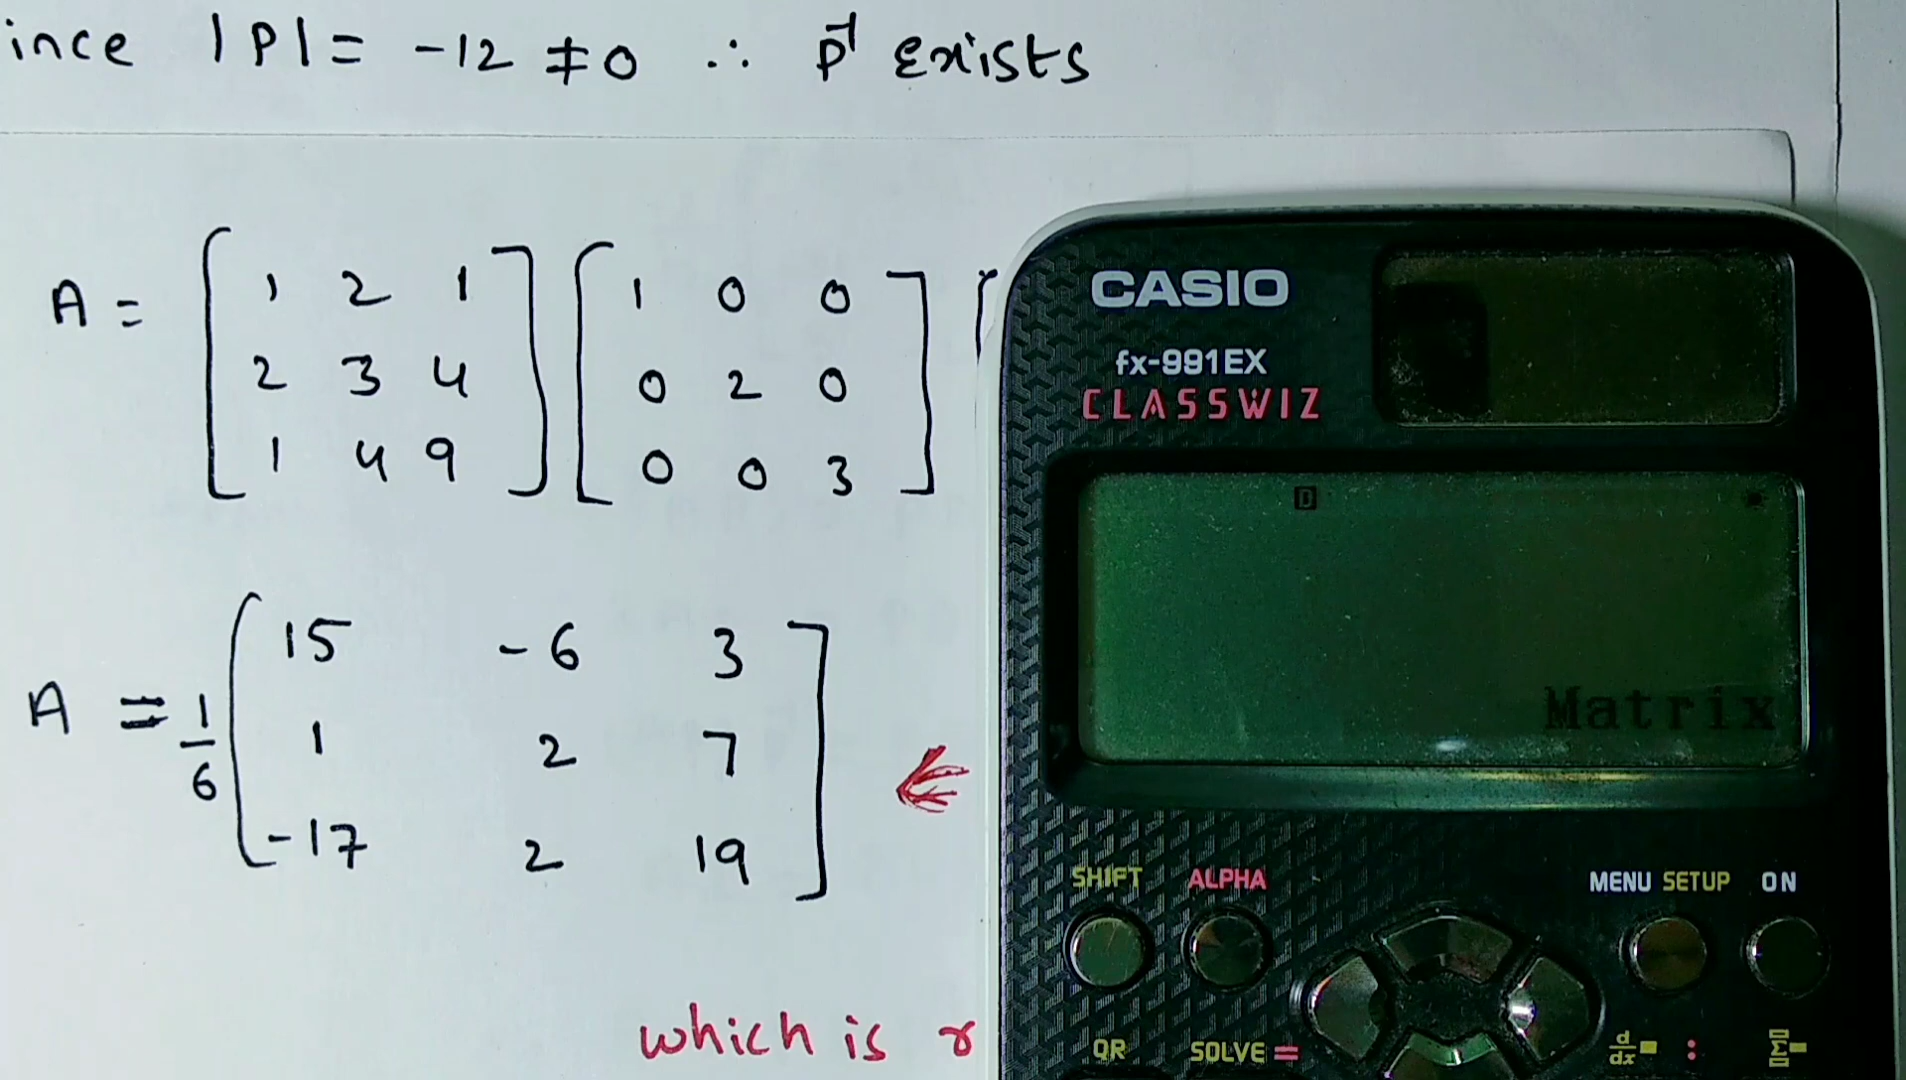 ince |P| = -12 ≠ 0 ∴ P⁻¹ exists
A = [ 1 2 1 ] [ 1 0 0 ] [
2 3 4 0 2 0
1 4 9 0 0 3
A = 1/6 [ 15 -6 3 ]
1 2 7
-17 2 19
which is r
CASIO
fx-991EX
CLASSWIZ
D
Matrix
SHIFT ALPHA MENU SETUP ON
QR SOLVE = d/dx ■ : Σ